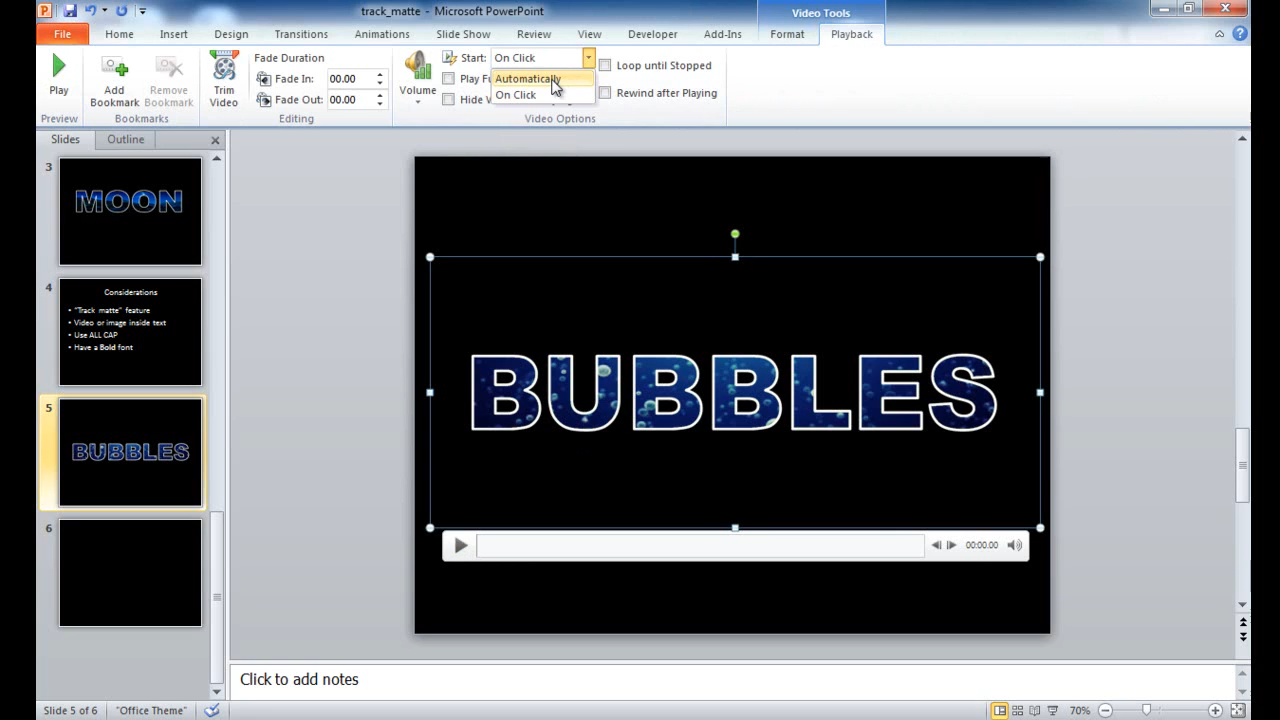 track_matte - Microsoft PowerPoint
Video Tools
File Home Insert Design Transitions Animations Slide Show Review View Developer Add-Ins Format Playback
Play
Preview
Add Bookmark
Remove Bookmark
Bookmarks
Trim Video
Fade Duration
Fade In: 00.00
Fade Out: 00.00
Editing
Volume
Start: On Click
Automatically
On Click
Play Fu
Hide
Loop until Stopped
Rewind after Playing
Video Options
Slides Outline
3
MOON
4
Considerations
• "Track matte" feature
• Video or image inside text
• Use ALL CAP
• Have a Bold font
5
BUBBLES
6
BUBBLES
00:00.00
Click to add notes
Slide 5 of 6 "Office Theme" 70%